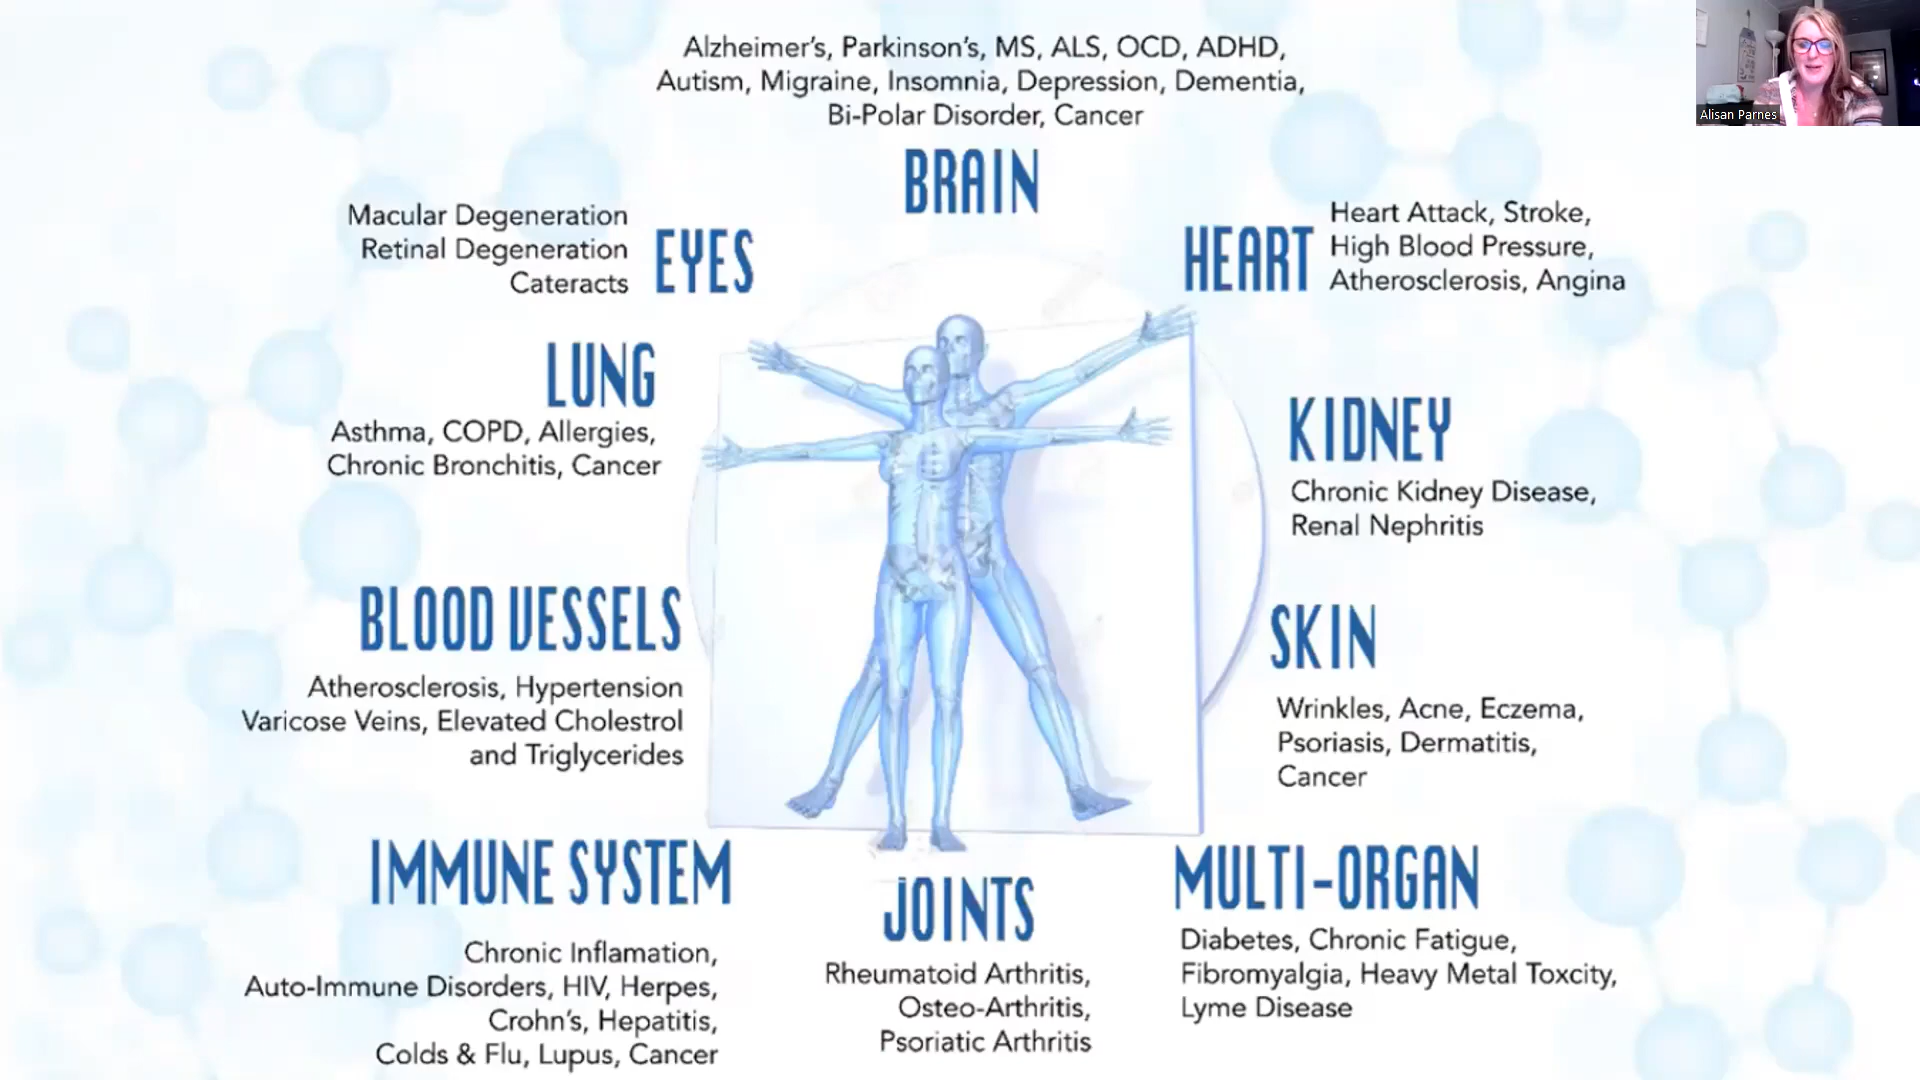 Alzheimer's, Parkinson's, MS, ALS, OCD, ADHD,
Autism, Migraine, Insomnia, Depression, Dementia,
Bi-Polar Disorder, Cancer
BRAIN
Alisan Parnes
Macular Degeneration
Retinal Degeneration
Cateracts
EYES
HEART
Heart Attack, Stroke,
High Blood Pressure,
Atherosclerosis, Angina
LUNG
Asthma, COPD, Allergies,
Chronic Bronchitis, Cancer
KIDNEY
Chronic Kidney Disease,
Renal Nephritis
BLOOD VESSELS
Atherosclerosis, Hypertension
Varicose Veins, Elevated Cholestrol
and Triglycerides
SKIN
Wrinkles, Acne, Eczema,
Psoriasis, Dermatitis,
Cancer
IMMUNE SYSTEM
Chronic Inflamation,
Auto-Immune Disorders, HIV, Herpes,
Crohn's, Hepatitis,
Colds & Flu, Lupus, Cancer
JOINTS
Rheumatoid Arthritis,
Osteo-Arthritis,
Psoriatic Arthritis
MULTI-ORGAN
Diabetes, Chronic Fatigue,
Fibromyalgia, Heavy Metal Toxcity,
Lyme Disease